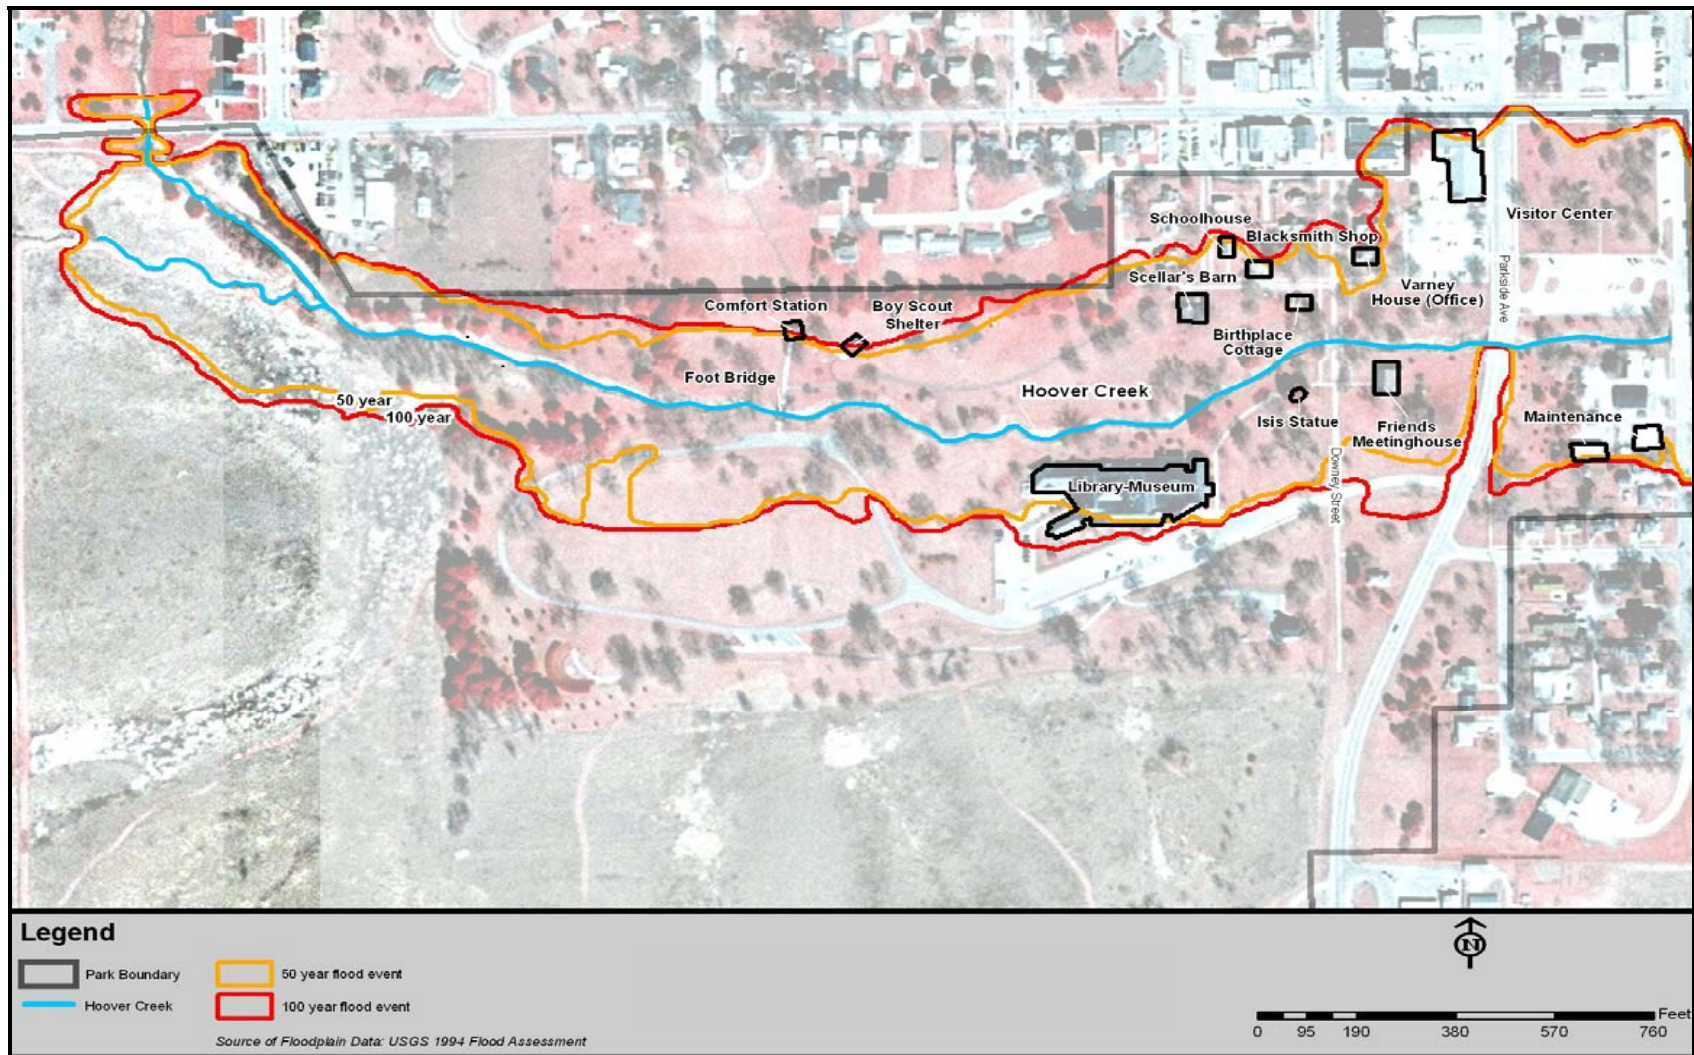 Schoolhouse
Blacksmith Shop
Visitor Center
Scellar's Barn
Varney
House (Office)
Parkside Ave
Comfort Station
Boy Scout
Shelter
Birthplace
Cottage
Foot Bridge
Hoover Creek
50 year
100 year
Isis Statue
Friends
Meetinghouse
Maintenance
Downey Street
Library-Museum
Legend
Park Boundary
50 year flood event
Hoover Creek
100 year flood event
Source of Floodplain Data: USGS 1994 Flood Assessment
N
Feet
0 95 190 380 570 760